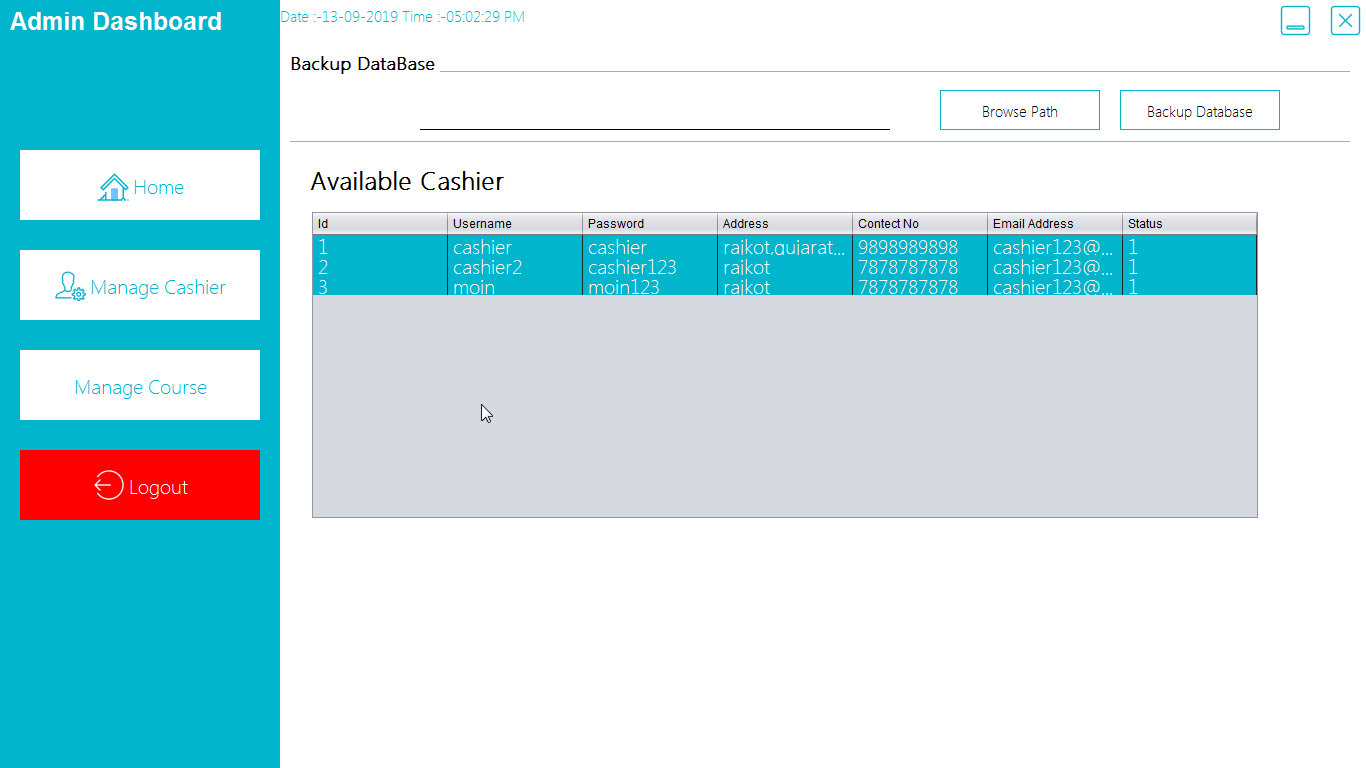 Admin Dashboard
Date :-13-09-2019 Time :-05:02:29 PM
Backup DataBase
Browse Path
Backup Database
Home
Manage Cashier
Manage Course
Logout
Available Cashier
Id Username Password Address Contect No Email Address Status
1 cashier cashier rajkot,gujarat... 9898989898 cashier123@... 1
2 cashier2 cashier123 rajkot 7878787878 cashier123@... 1
3 moin moin123 rajkot 7878787878 cashier123@... 1